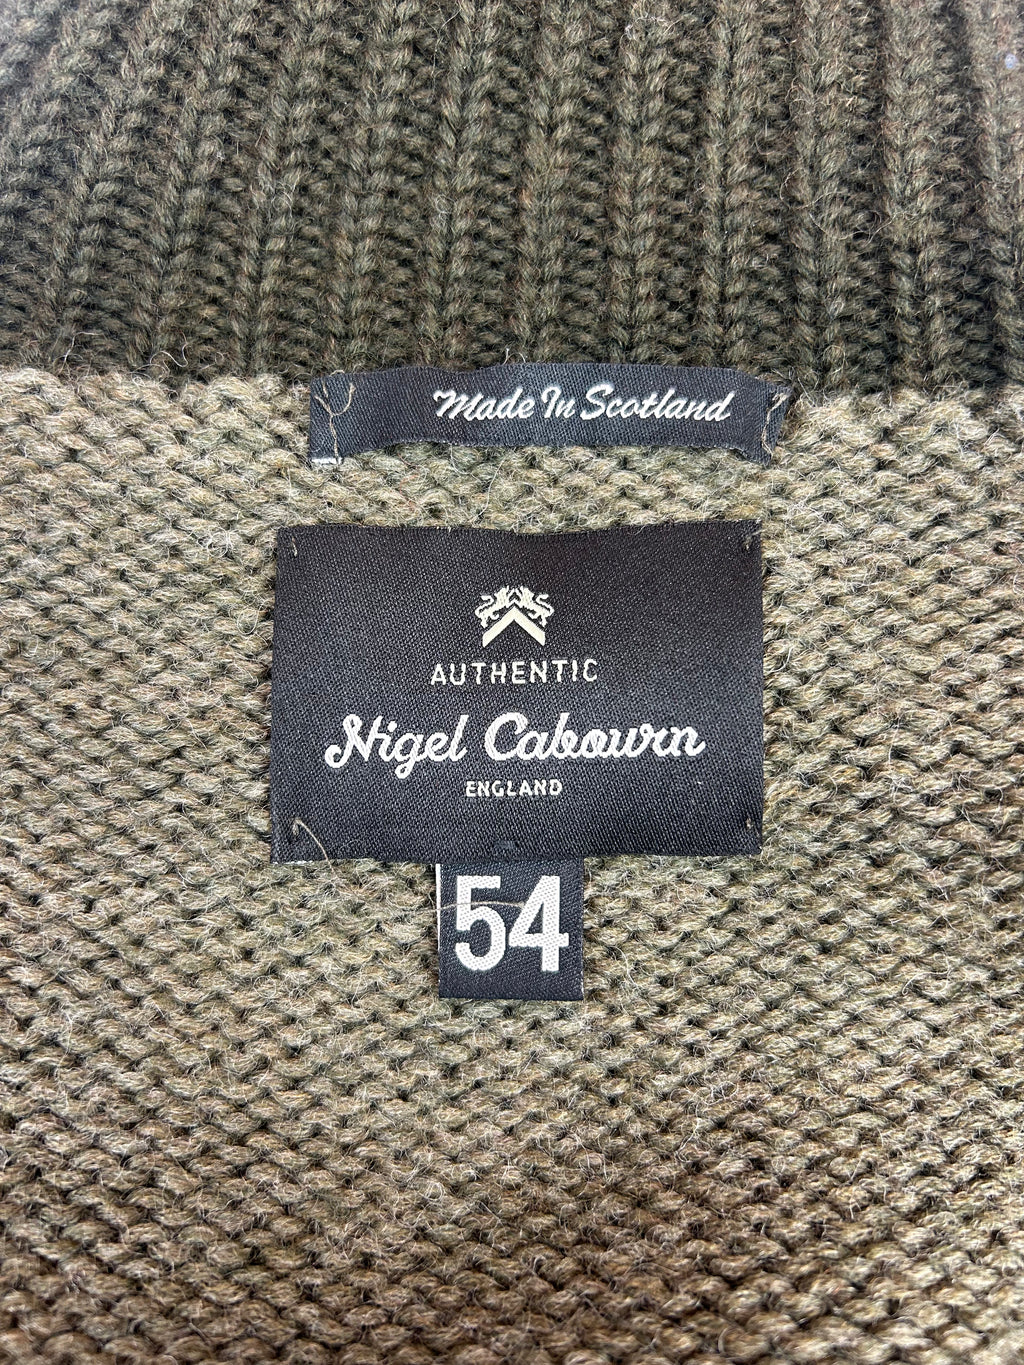 Made In Scotland
AUTHENTIC
Nigel Cabourn
ENGLAND
54